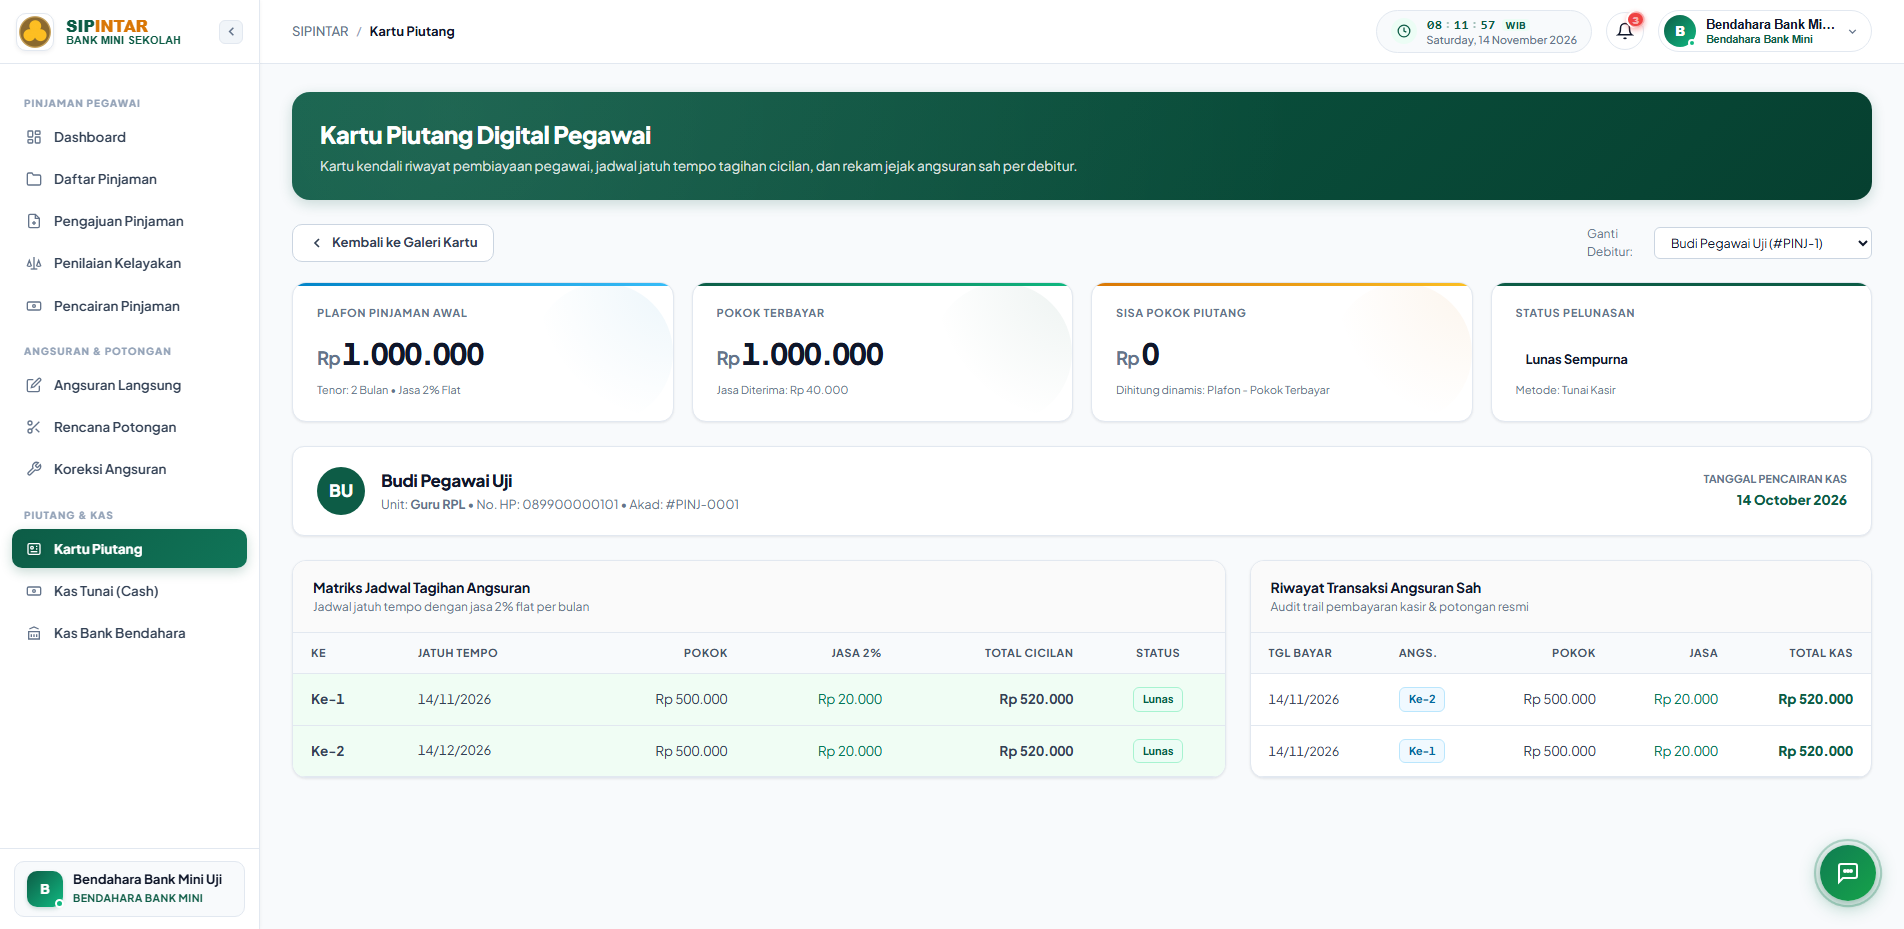 SIPINTAR
BANK MINI SEKOLAH
SIPINTAR / Kartu Piutang
08 : 11 : 57 WIB
Saturday, 14 November 2026
3
B
Bendahara Bank Mi...
Bendahara Bank Mini
PINJAMAN PEGAWAI
Dashboard
Daftar Pinjaman
Pengajuan Pinjaman
Penilaian Kelayakan
Pencairan Pinjaman
ANGSURAN & POTONGAN
Angsuran Langsung
Rencana Potongan
Koreksi Angsuran
PIUTANG & KAS
Kartu Piutang
Kas Tunai (Cash)
Kas Bank Bendahara
B
Bendahara Bank Mini Uji
BENDAHARA BANK MINI
Kartu Piutang Digital Pegawai
Kartu kendali riwayat pembiayaan pegawai, jadwal jatuh tempo tagihan cicilan, dan rekam jejak angsuran sah per debitur.
Kembali ke Galeri Kartu
Ganti
Debitur:
Budi Pegawai Uji (#PINJ-1)
PLAFON PINJAMAN AWAL
Rp 1.000.000
Tenor: 2 Bulan • Jasa 2% Flat
POKOK TERBAYAR
Rp 1.000.000
Jasa Diterima: Rp 40.000
SISA POKOK PIUTANG
Rp 0
Dihitung dinamis: Plafon - Pokok Terbayar
STATUS PELUNASAN
Lunas Sempurna
Metode: Tunai Kasir
BU
Budi Pegawai Uji
Unit: Guru RPL • No. HP: 089900000101 • Akad: #PINJ-0001
TANGGAL PENCAIRAN KAS
14 October 2026
Matriks Jadwal Tagihan Angsuran
Jadwal jatuh tempo dengan jasa 2% flat per bulan
KE JATUH TEMPO POKOK JASA 2% TOTAL CICILAN STATUS
Ke-1 14/11/2026 Rp 500.000 Rp 20.000 Rp 520.000 Lunas
Ke-2 14/12/2026 Rp 500.000 Rp 20.000 Rp 520.000 Lunas
Riwayat Transaksi Angsuran Sah
Audit trail pembayaran kasir & potongan resmi
TGL BAYAR ANGS. POKOK JASA TOTAL KAS
14/11/2026 Ke-2 Rp 500.000 Rp 20.000 Rp 520.000
14/11/2026 Ke-1 Rp 500.000 Rp 20.000 Rp 520.000